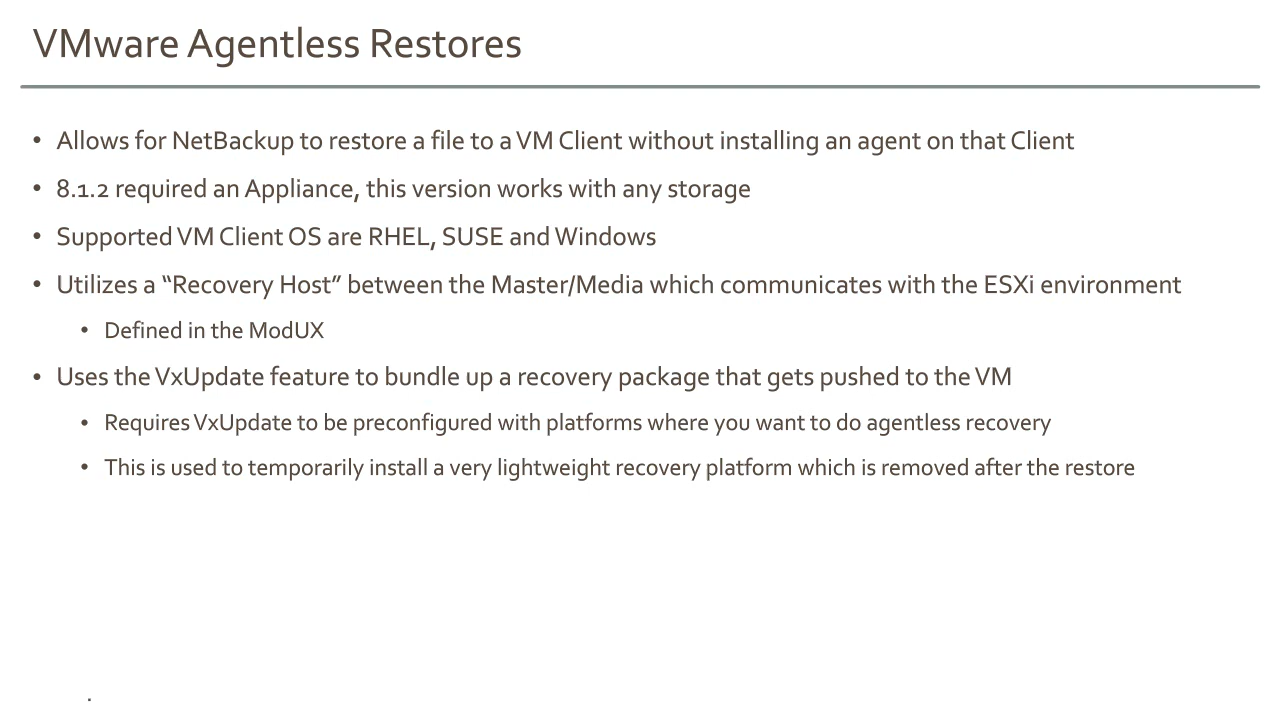 VMware Agentless Restores
• Allows for NetBackup to restore a file to a VM Client without installing an agent on that Client
• 8.1.2 required an Appliance, this version works with any storage
• Supported VM Client OS are RHEL, SUSE and Windows
• Utilizes a “Recovery Host” between the Master/Media which communicates with the ESXi environment
• Defined in the ModUX
• Uses the VxUpdate feature to bundle up a recovery package that gets pushed to the VM
• Requires VxUpdate to be preconfigured with platforms where you want to do agentless recovery
• This is used to temporarily install a very lightweight recovery platform which is removed after the restore
.